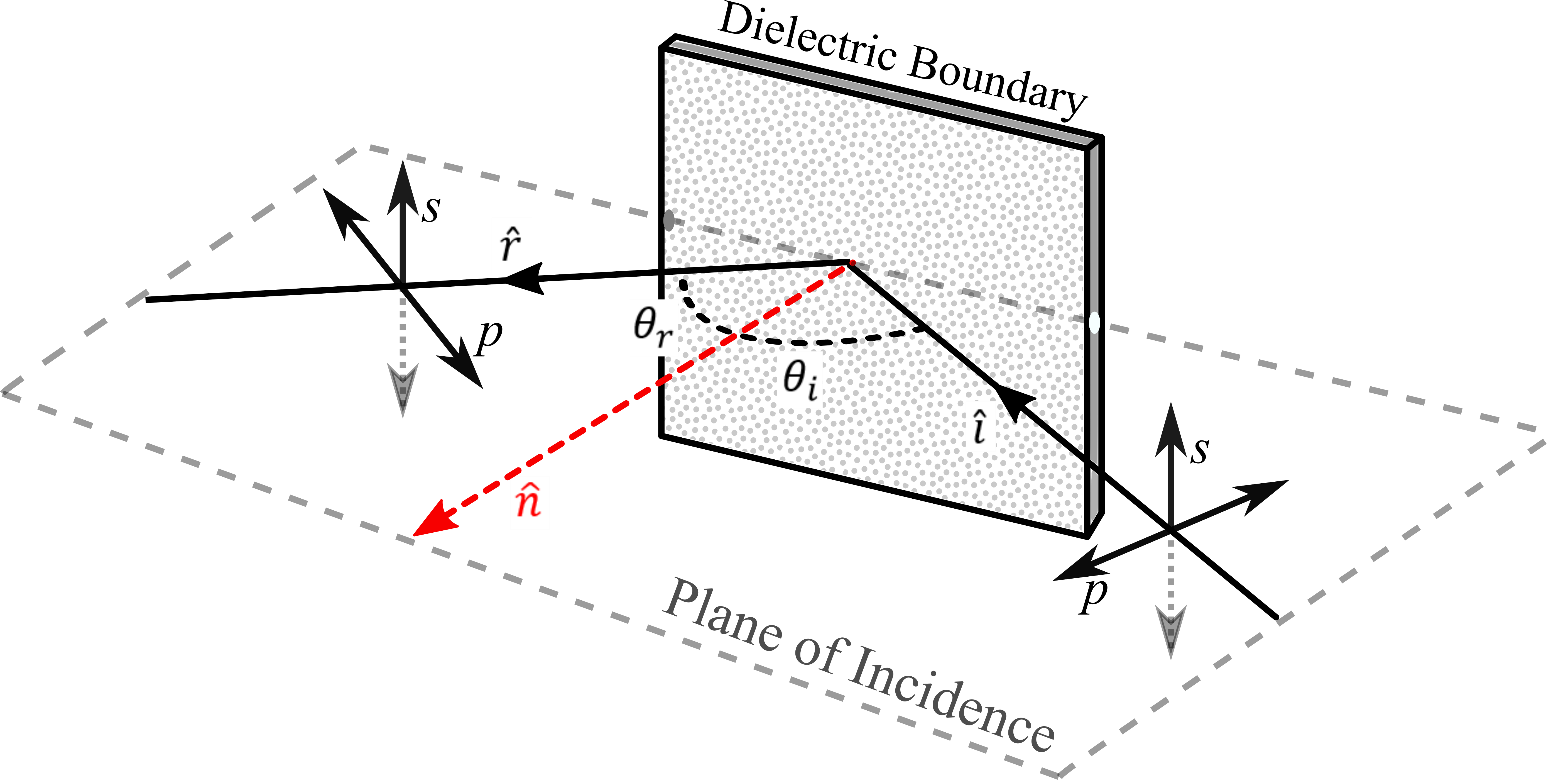 Dielectric Boundary
s
r̂
p
θr
θi
î
n̂
s
p
Plane of Incidence